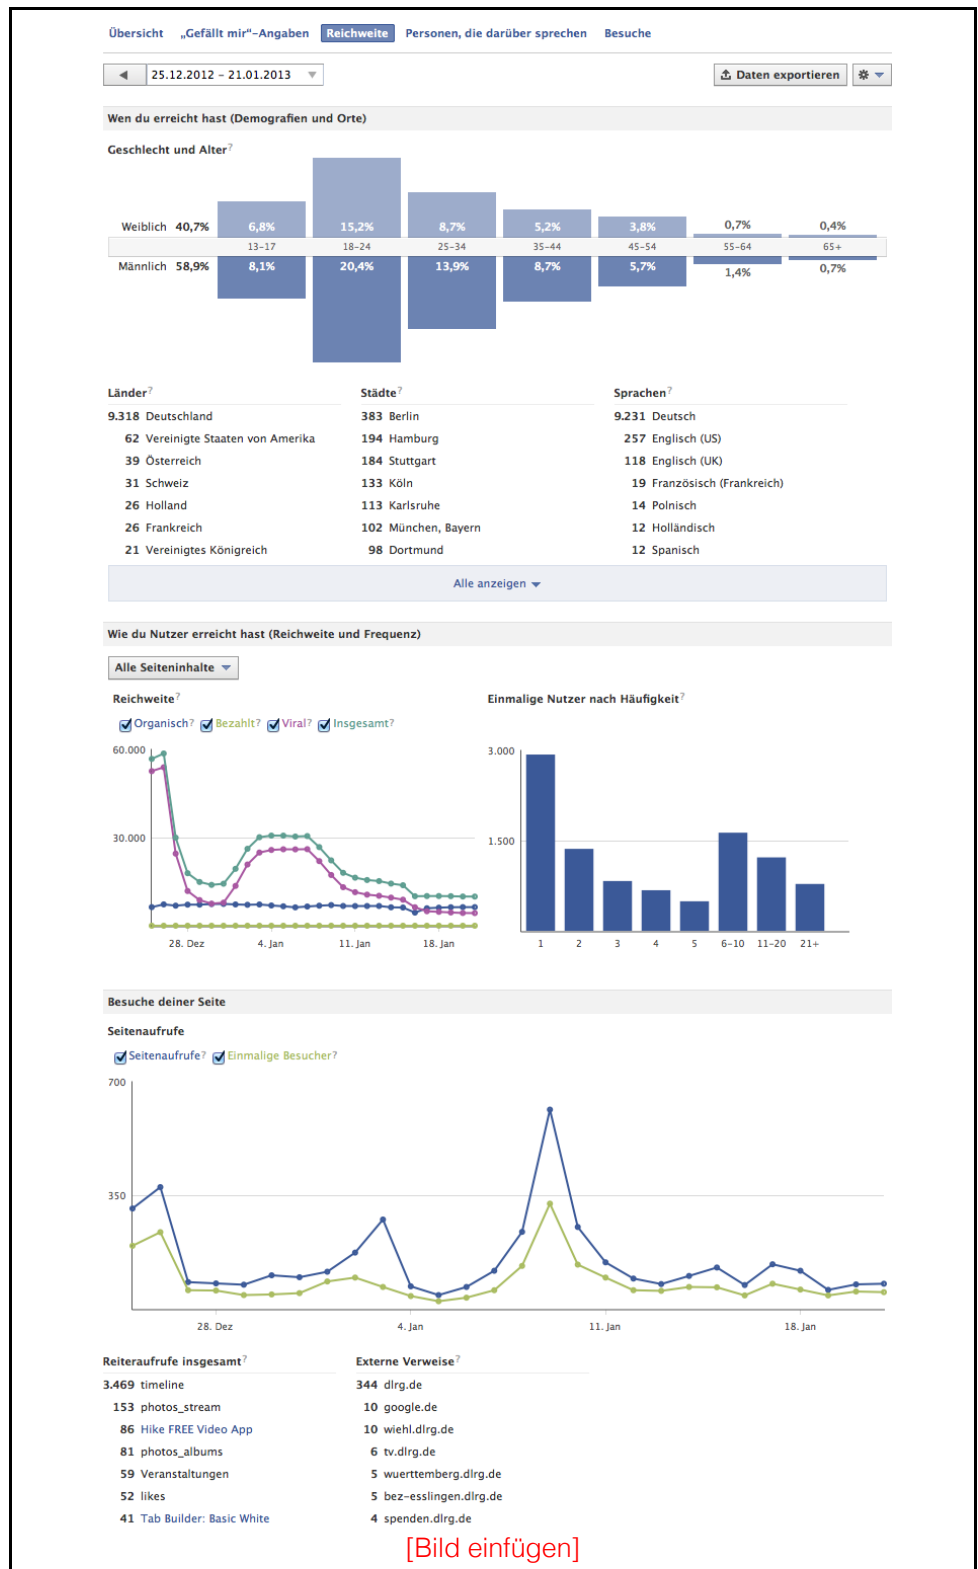 Übersicht „Gefällt mir“-Angaben Reichweite Personen, die darüber sprechen Besuche
25.12.2012 – 21.01.2013 Daten exportieren
Wen du erreicht hast (Demografien und Orte)
Geschlecht und Alter?
Weiblich 40,7% 6,8% 15,2% 8,7% 5,2% 3,8% 0,7% 0,4%
13-17 18-24 25-34 35-44 45-54 55-64 65+
Männlich 58,9% 8,1% 20,4% 13,9% 8,7% 5,7% 1,4% 0,7%
Länder? Städte? Sprachen?
9.318 Deutschland 383 Berlin 9.231 Deutsch
62 Vereinigte Staaten von Amerika 194 Hamburg 257 Englisch (US)
39 Österreich 184 Stuttgart 118 Englisch (UK)
31 Schweiz 133 Köln 19 Französisch (Frankreich)
26 Holland 113 Karlsruhe 14 Polnisch
26 Frankreich 102 München, Bayern 12 Holländisch
21 Vereinigtes Königreich 98 Dortmund 12 Spanisch
Alle anzeigen
Wie du Nutzer erreicht hast (Reichweite und Frequenz)
Alle Seiteninhalte
Reichweite? Einmalige Nutzer nach Häufigkeit?
Organisch? Bezahlt? Viral? Insgesamt?
60.000 3.000
30.000 1.500
28. Dez 4. Jan 11. Jan 18. Jan 1 2 3 4 5 6-10 11-20 21+
Besuche deiner Seite
Seitenaufrufe
Seitenaufrufe? Einmalige Besucher?
700
350
28. Dez 4. Jan 11. Jan 18. Jan
Reiteraufrufe insgesamt? Externe Verweise?
3.469 timeline 344 dlrg.de
153 photos_stream 10 google.de
86 Hike FREE Video App 10 wiehl.dlrg.de
81 photos_albums 6 tv.dlrg.de
59 Veranstaltungen 5 wuerttemberg.dlrg.de
52 likes 5 bez-esslingen.dlrg.de
41 Tab Builder: Basic White 4 spenden.dlrg.de
[Bild einfügen]